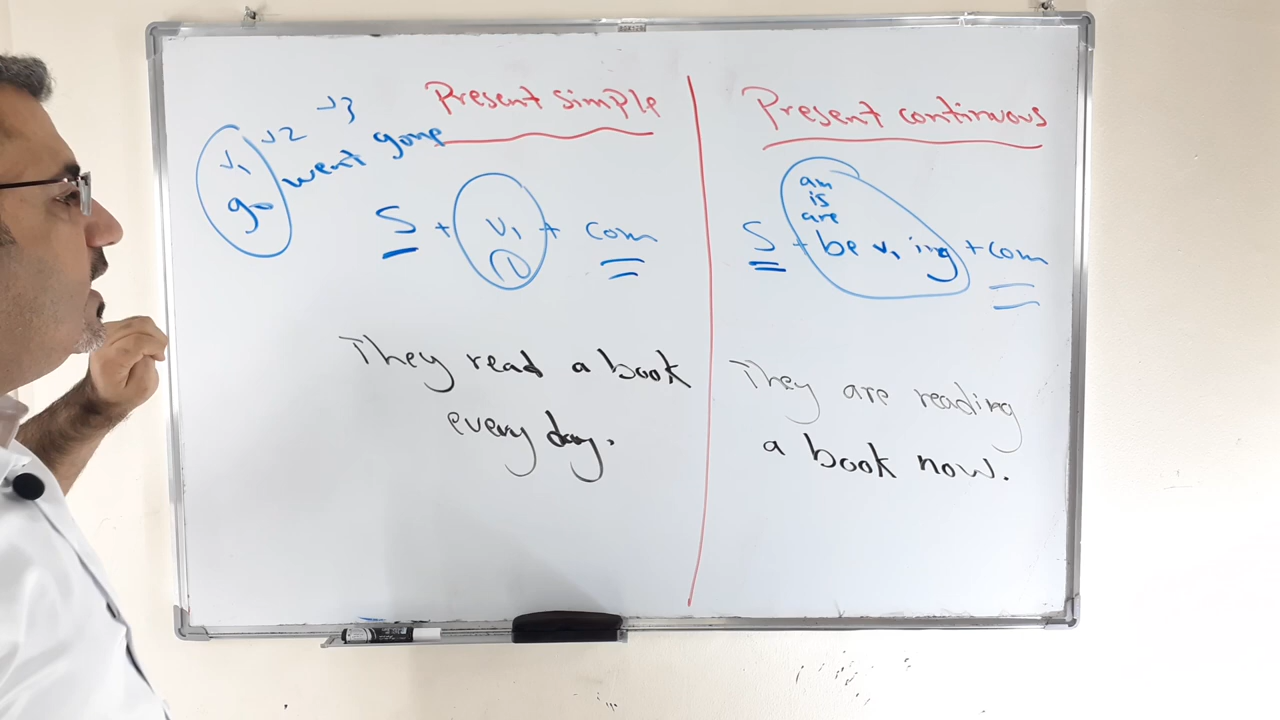 Present simple
v1 v2 v3
go went gone
S + v1 + com
They read a book
every day.
Present continuous
am
is
are
S + be v1 ing + com
They are reading
a book now.